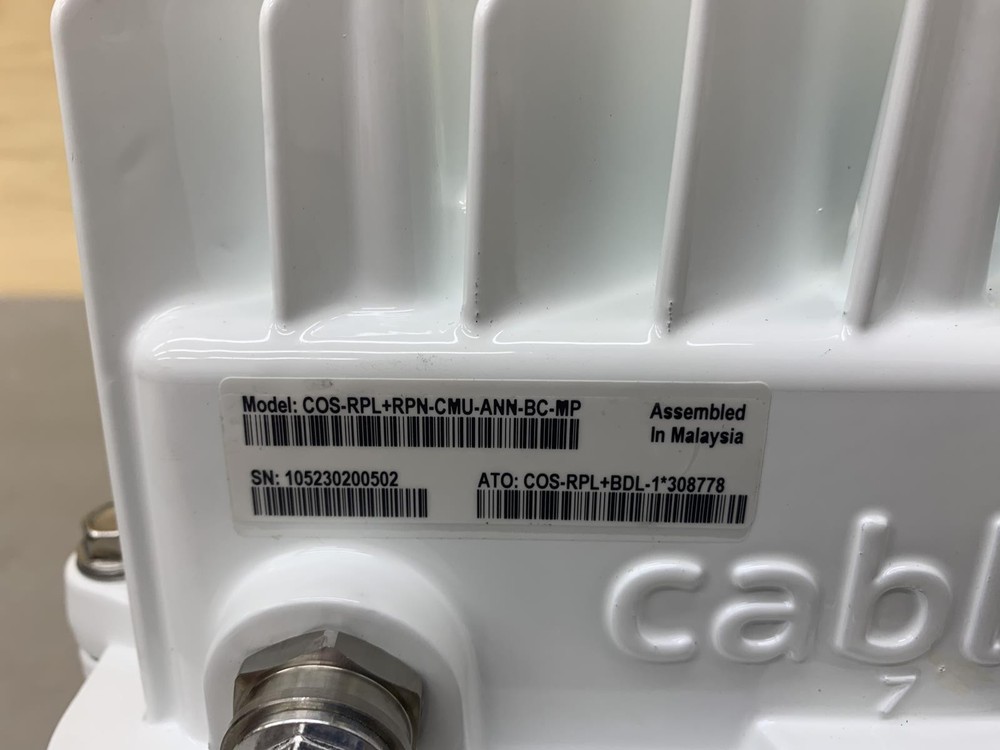 Model: COS-RPL+RPN-CMU-ANN-BC-MP
Assembled
In Malaysia
SN: 105230200502
ATO: COS-RPL+BDL-1*308778
cabl
7